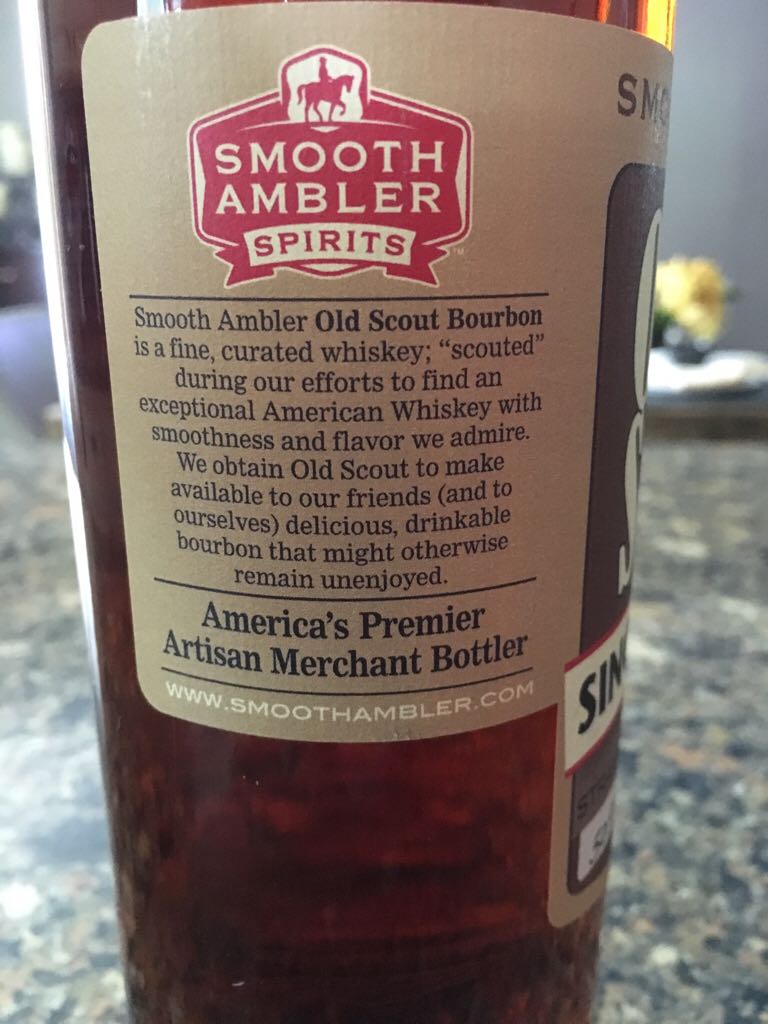 SMOOTH
AMBLER
SPIRITS
™
Smooth Ambler Old Scout Bourbon
is a fine, curated whiskey; “scouted”
during our efforts to find an
exceptional American Whiskey with
smoothness and flavor we admire.
We obtain Old Scout to make
available to our friends (and to
ourselves) delicious, drinkable
bourbon that might otherwise
remain unenjoyed.
America's Premier
Artisan Merchant Bottler
WWW.SMOOTHAMBLER.COM
SMO
SIN